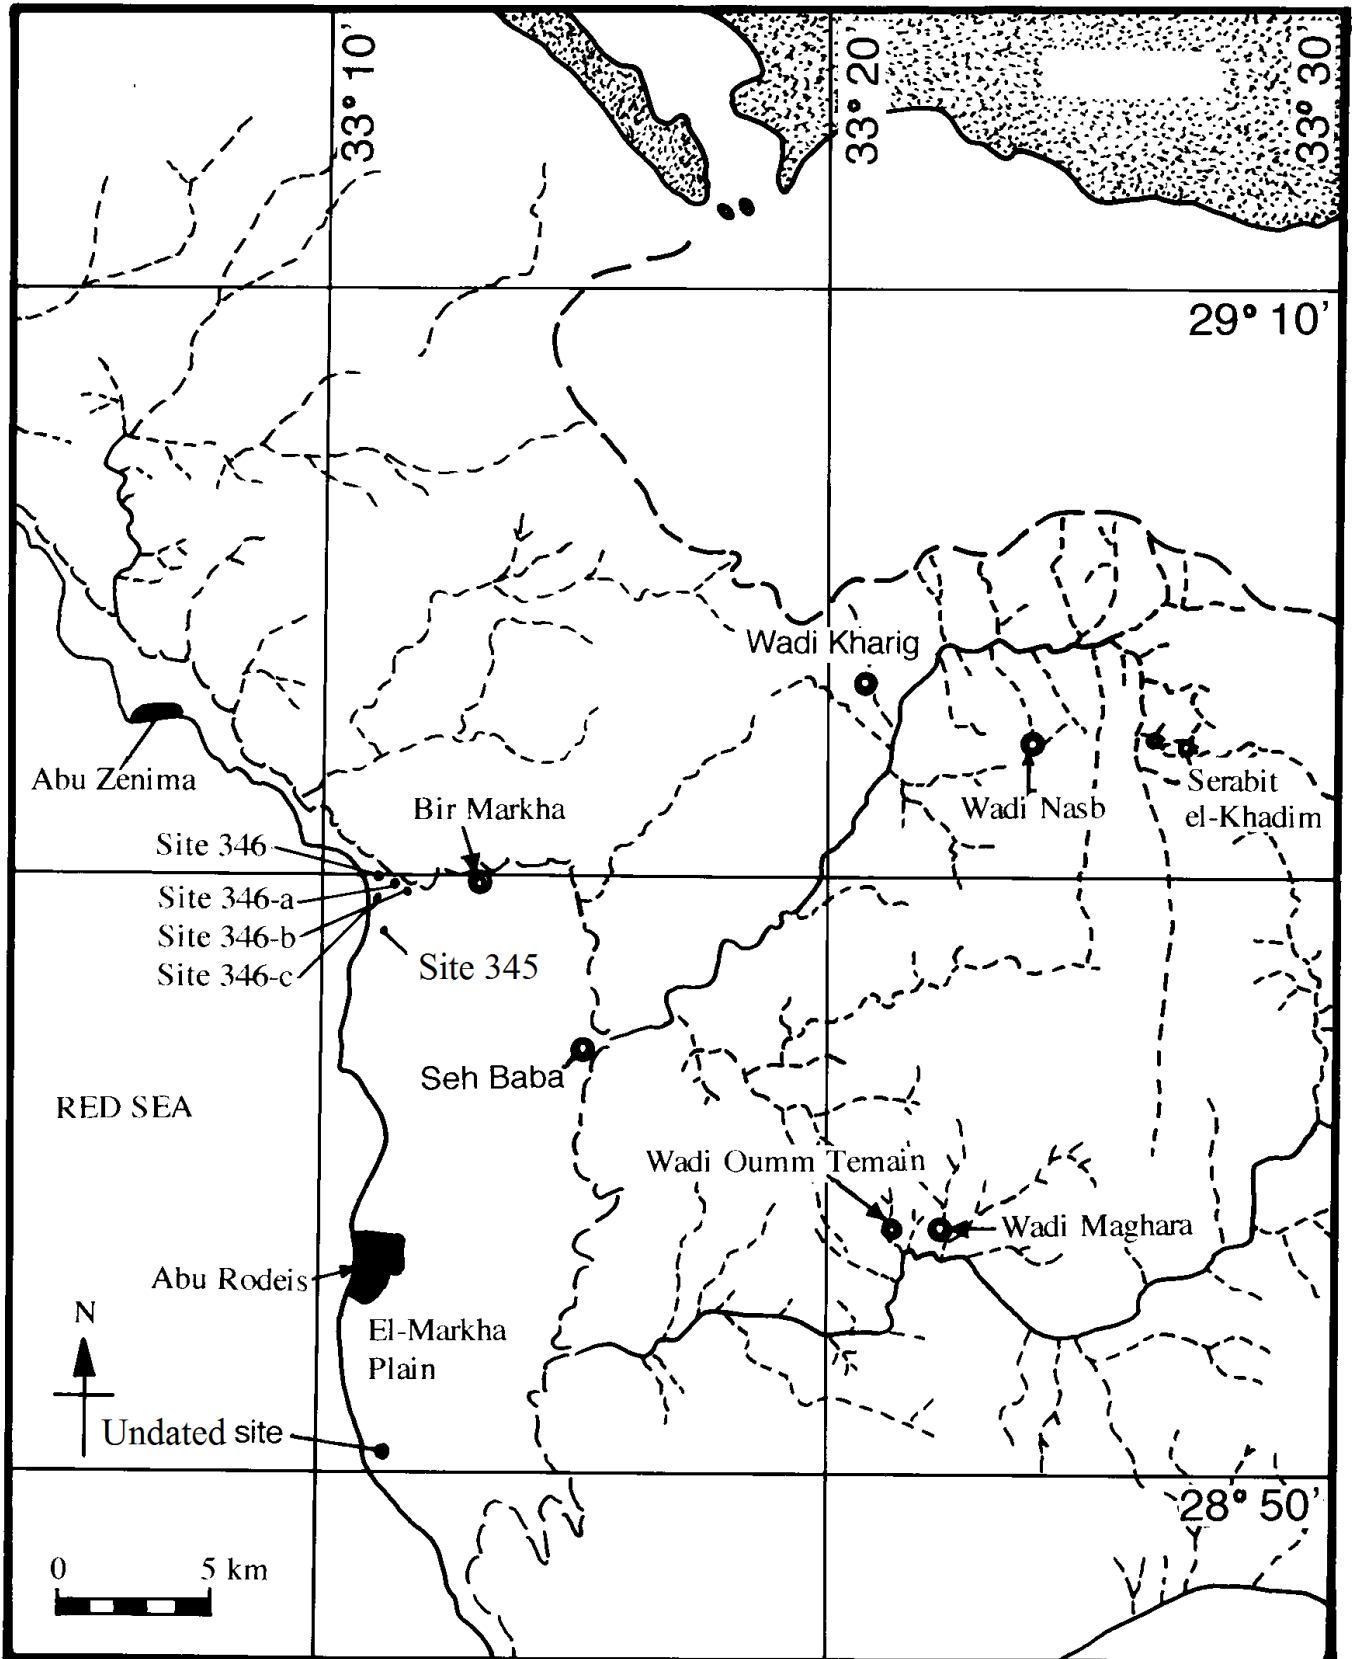 33° 10'
33° 20'
33° 30
29° 10'
Wadi Kharig
Abu Zenima
Bir Markha
Wadi Nasb
Serabit
el-Khadim
Site 346
Site 346-a
Site 346-b
Site 346-c
Site 345
Seh Baba
RED SEA
Wadi Oumm Temain
Wadi Maghara
Abu Rodeis
N
El-Markha
Plain
Undated site
28° 50'
0 5 km